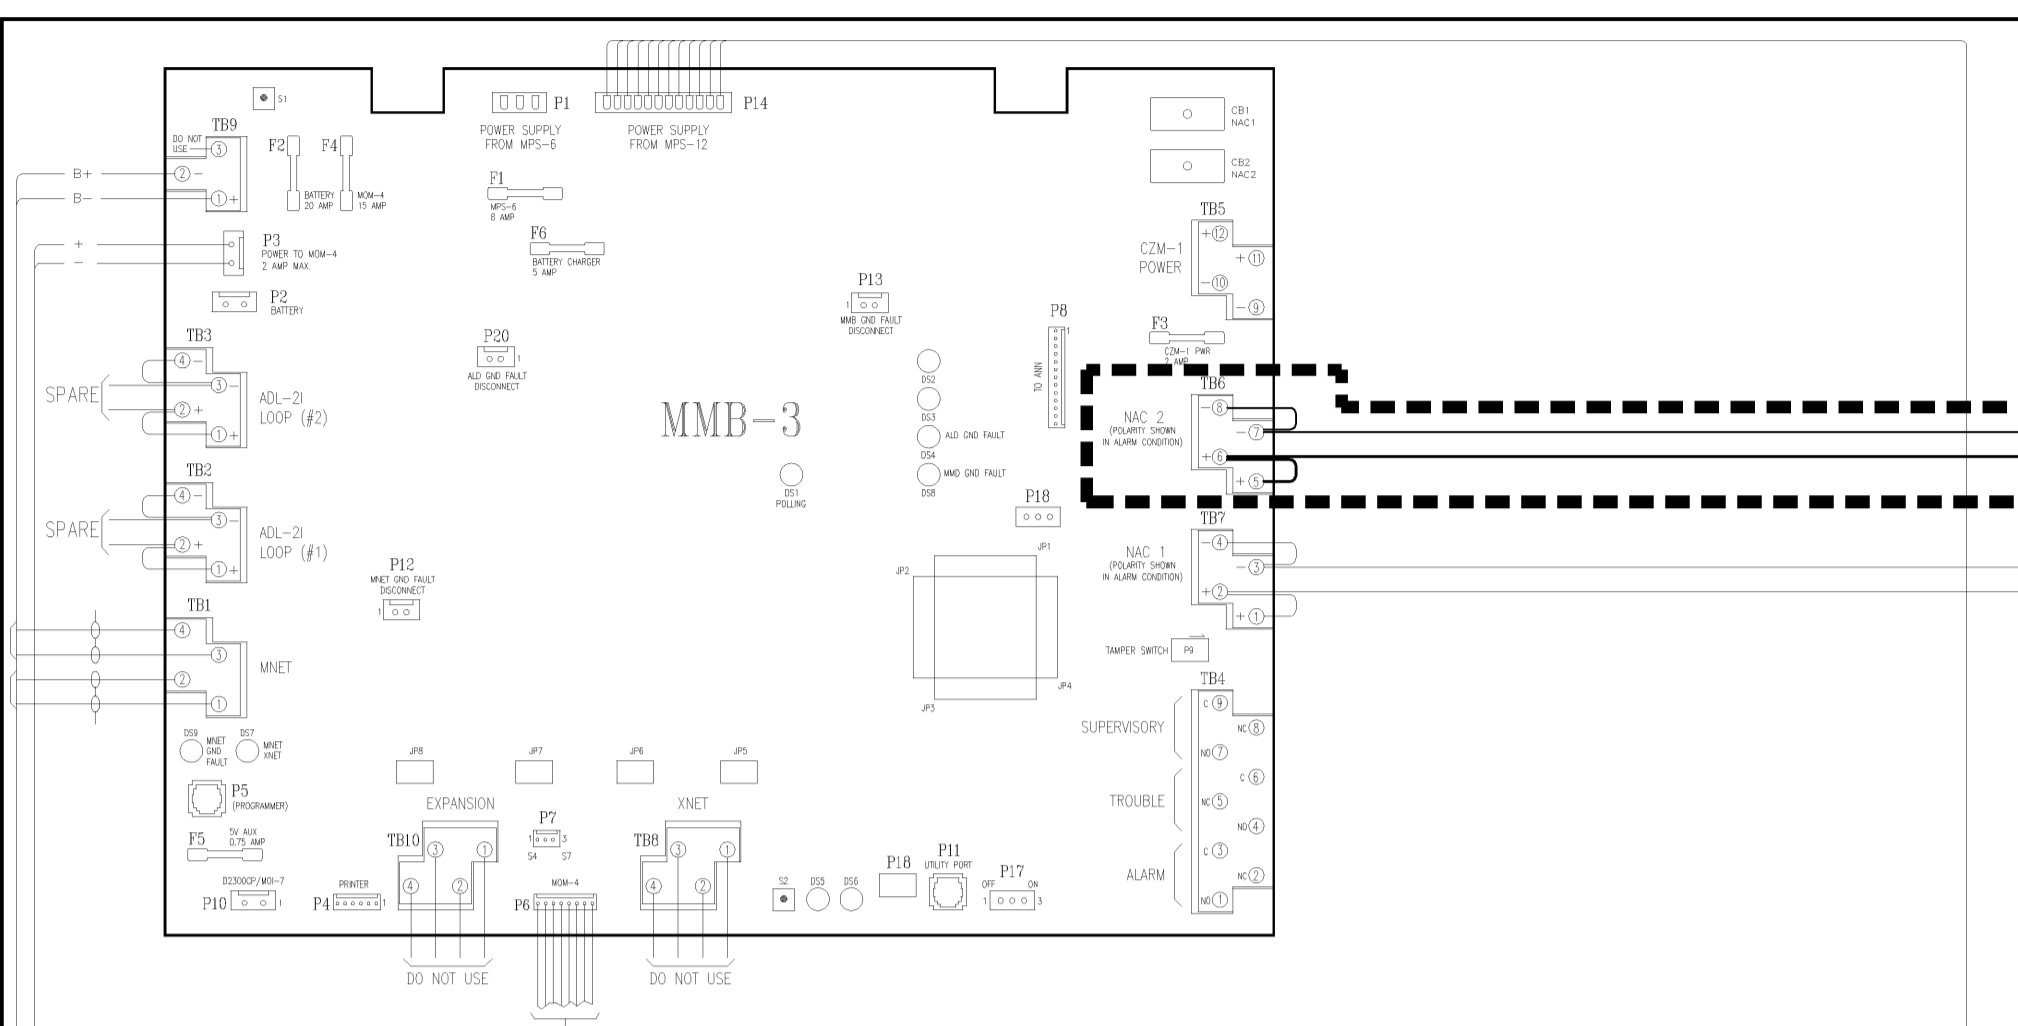 S1
P1
P14
POWER SUPPLY
FROM MPS-6
POWER SUPPLY
FROM MPS-12
CB1
NAC1
CB2
NAC2
TB9
DO NOT
USE
3
2 -
1 +
B+
B-
F2
BATTERY
20 AMP
F4
MOM-4
15 AMP
F1
MPS-6
8 AMP
F6
BATTERY CHARGER
5 AMP
+
-
P3
POWER TO MOM-4
2 AMP MAX.
P2
BATTERY
TB5
CZM-1
POWER
+ 12
+ 11
- 10
- 9
F3
CZM-1 PWR
2 AMP
P13
1
MMB GND FAULT
DISCONNECT
P8
1
TO ANN
P20
1
ALD GND FAULT
DISCONNECT
TB3
4 -
3 -
2 +
1 +
SPARE
ADL-2I
LOOP (#2)
MMB-3
DS2
DS3
DS4
ALD GND FAULT
DS8
MMD GND FAULT
DS1
POLLING
TB6
NAC 2
(POLARITY SHOWN
IN ALARM CONDITION)
- 8
- 7
+ 6
+ 5
TB2
4 -
3 -
2 +
1 +
SPARE
ADL-2I
LOOP (#1)
P18
TB7
NAC 1
(POLARITY SHOWN
IN ALARM CONDITION)
- 4
- 3
+ 2
+ 1
P12
MNET GND FAULT
DISCONNECT
1
JP1
JP2
JP3
JP4
TB1
4
3
2
1
MNET
TAMPER SWITCH
P9
TB4
SUPERVISORY
C 9
NC 8
NO 7
TROUBLE
C 6
NC 5
NO 4
ALARM
C 3
NC 2
NO 1
DS9
MNET
GND
FAULT
DS7
MNET
XNET
P5
(PROGRAMMER)
F5
5V AUX
0.75 AMP
D2300CP/MOI-7
P10
1
JP8
JP7
JP6
JP5
EXPANSION
TB10
3
1
4
2
PRINTER
P4
1
P7
1
3
S4
S7
MOM-4
P6
XNET
TB8
3
1
4
2
S2
DS5
DS6
P18
P11
UTILITY PORT
P17
OFF
ON
1
3
DO NOT USE
DO NOT USE